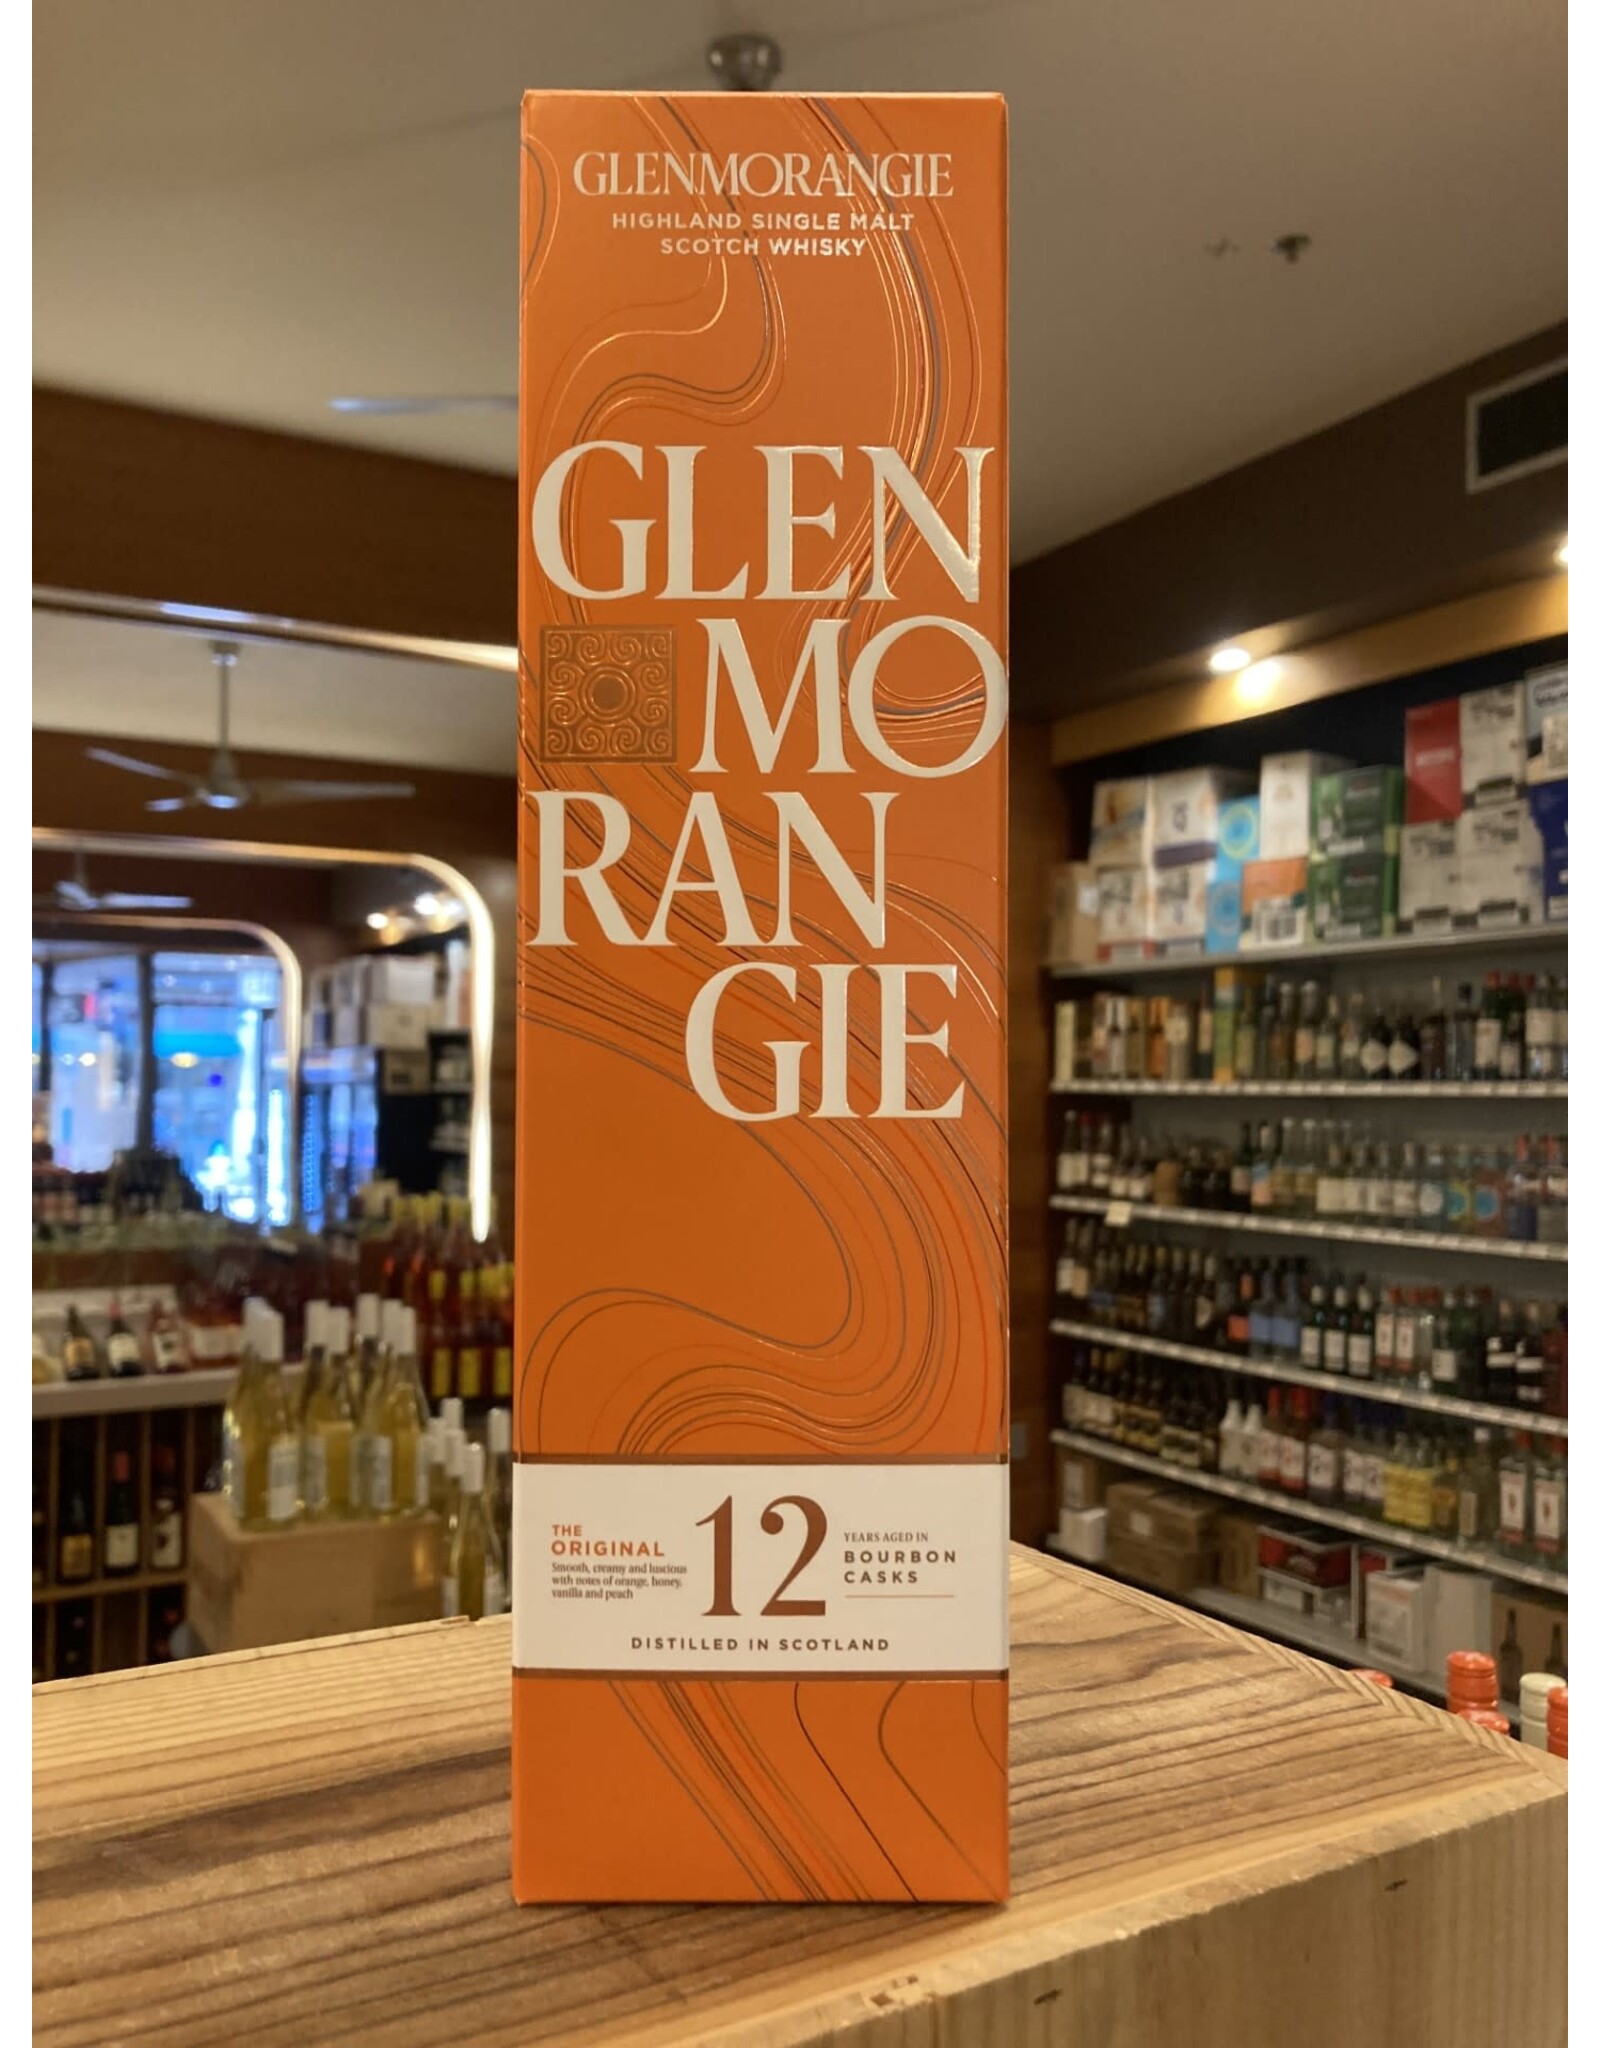 GLENMORANGIE
HIGHLAND SINGLE MALT
SCOTCH WHISKY
GLEN
MO
RAN
GIE
THE
ORIGINAL
Smooth, creamy and luscious
with notes of orange, honey,
vanilla and peach
12
YEARS AGED IN
BOURBON
CASKS
DISTILLED IN SCOTLAND